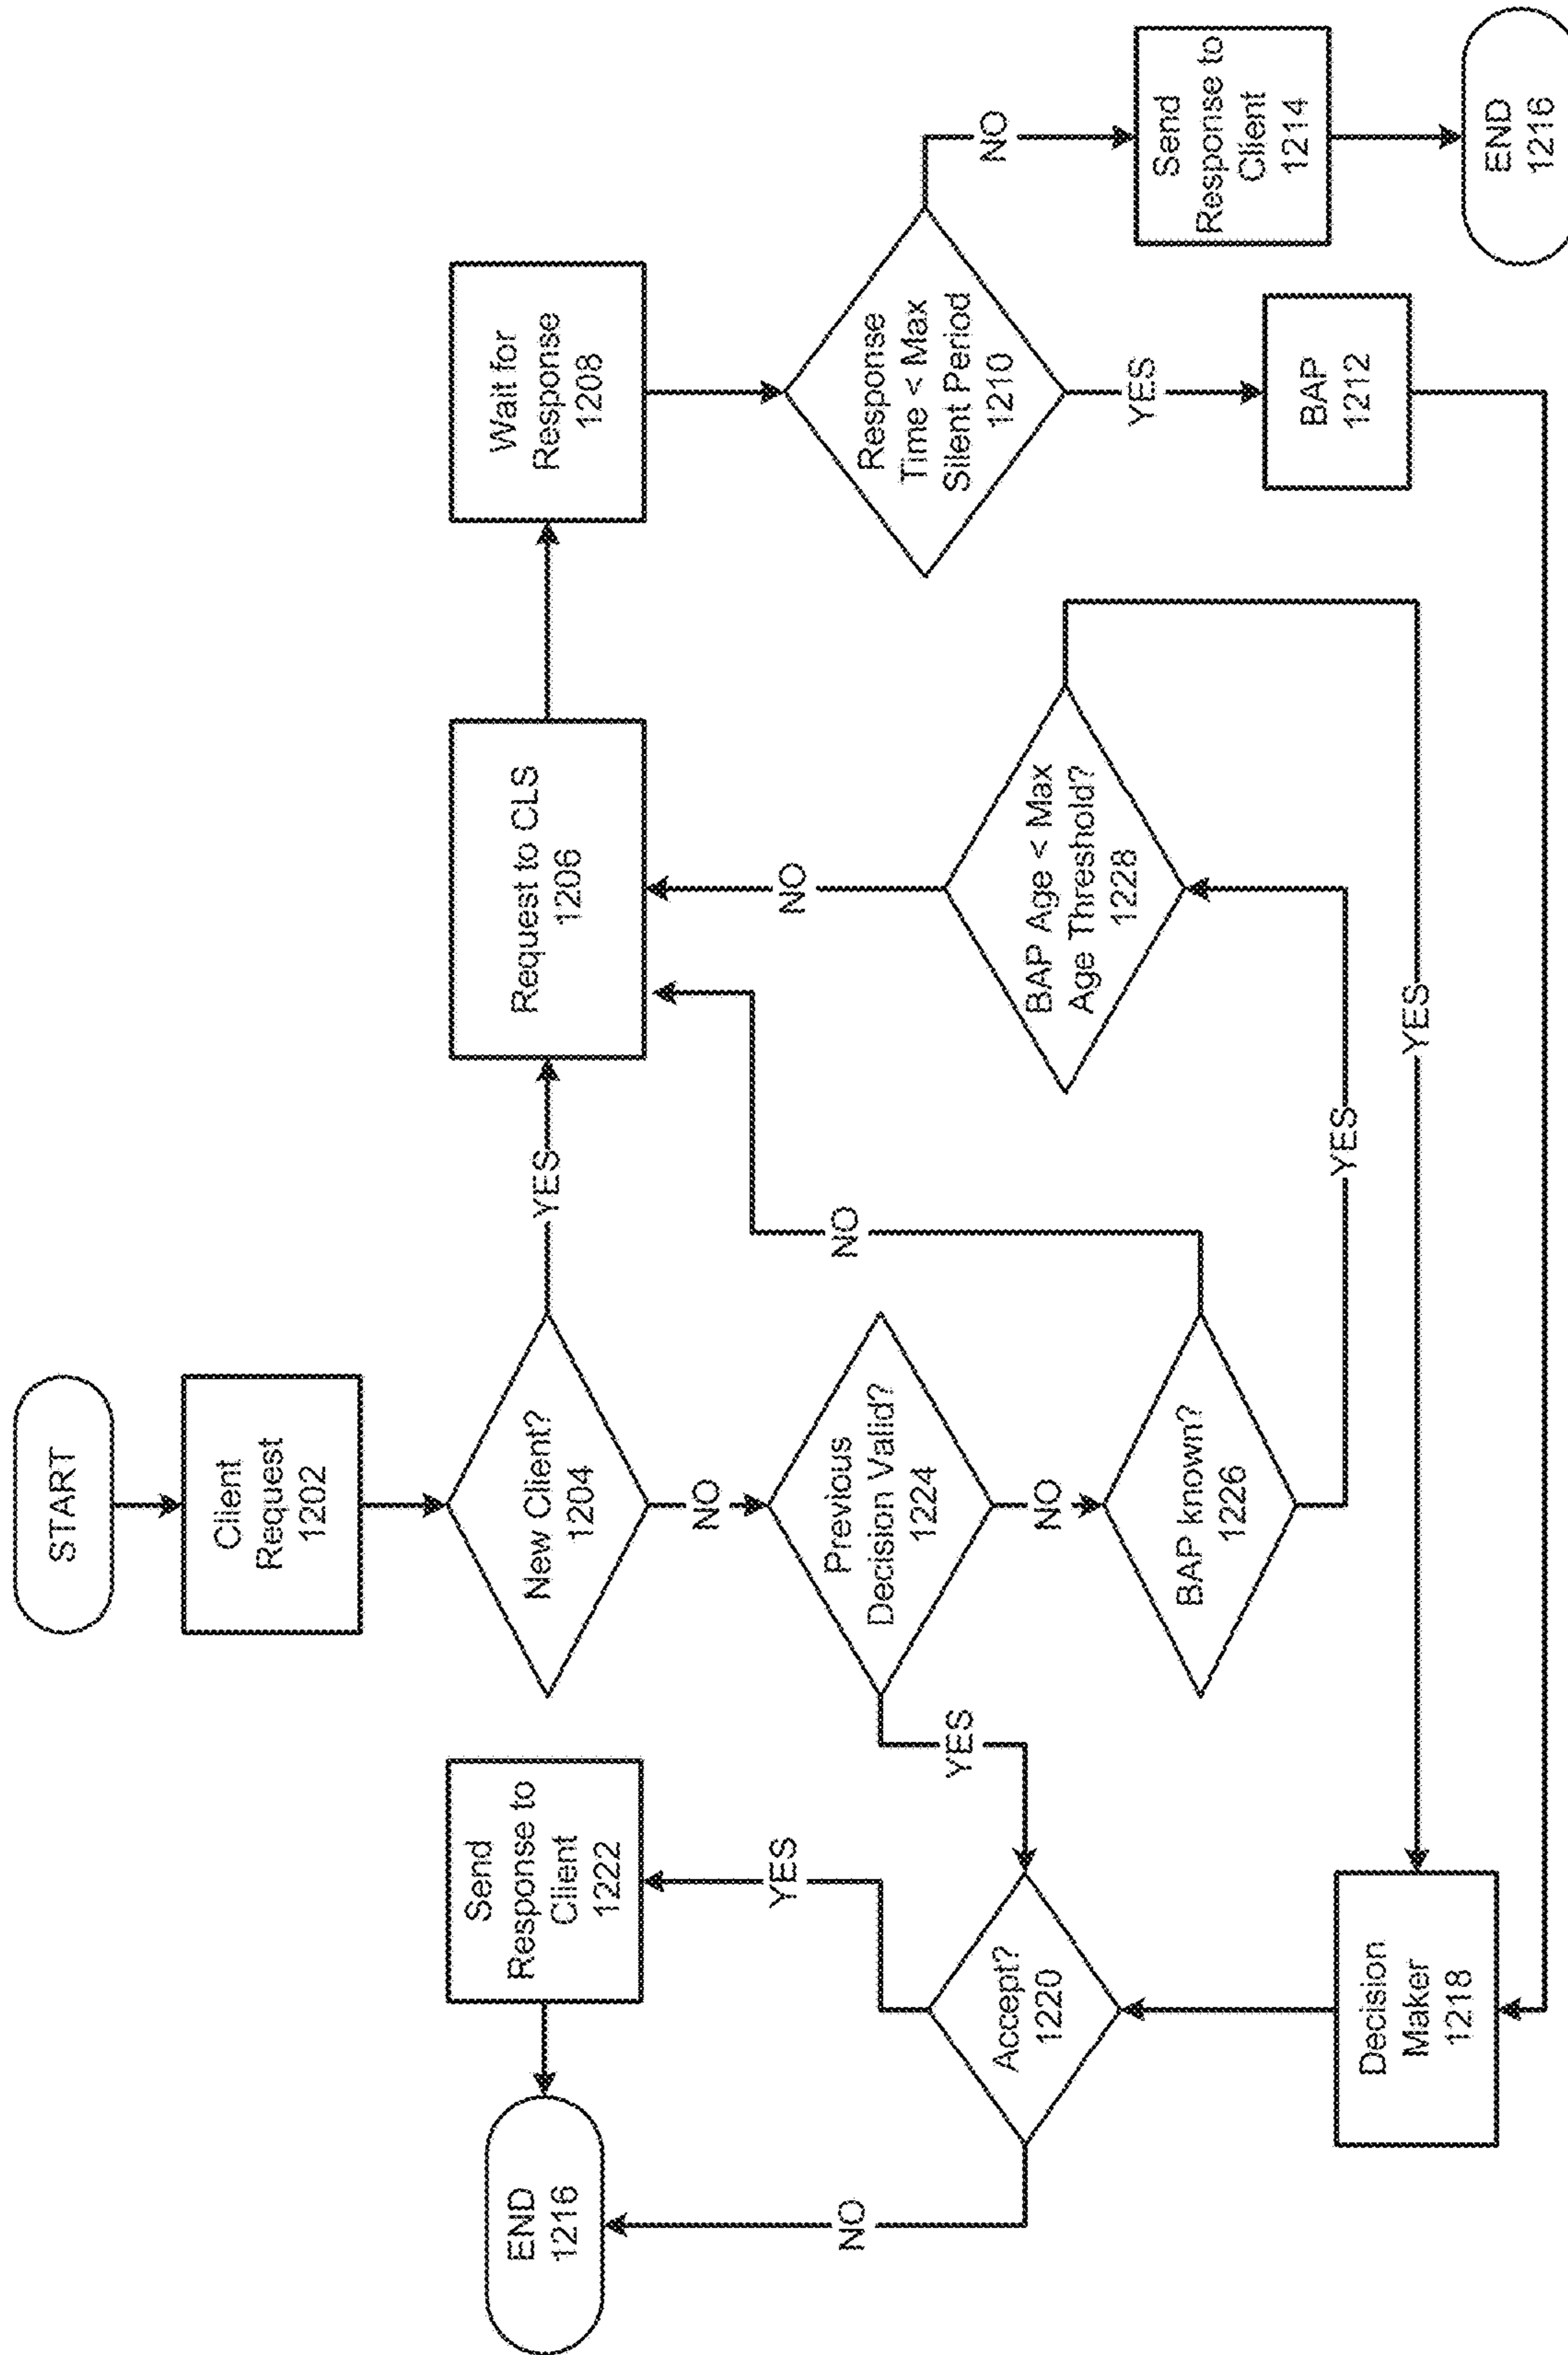 START
Client
Request
1202
New Client?
1204
YES
Request to CLS
1206
Wait for
Response
1208
Response
Time < Max
Silent Period
1210
NO
Send
Response to
Client
1214
END
1216
YES
BAP
1212
NO
Previous
Decision Valid?
1224
YES
NO
BAP known?
1226
NO
YES
BAP Age < Max
Age Threshold?
1228
NO
YES
Decision
Maker
1218
Accept?
1220
YES
Send
Response to
Client
1222
NO
END
1216